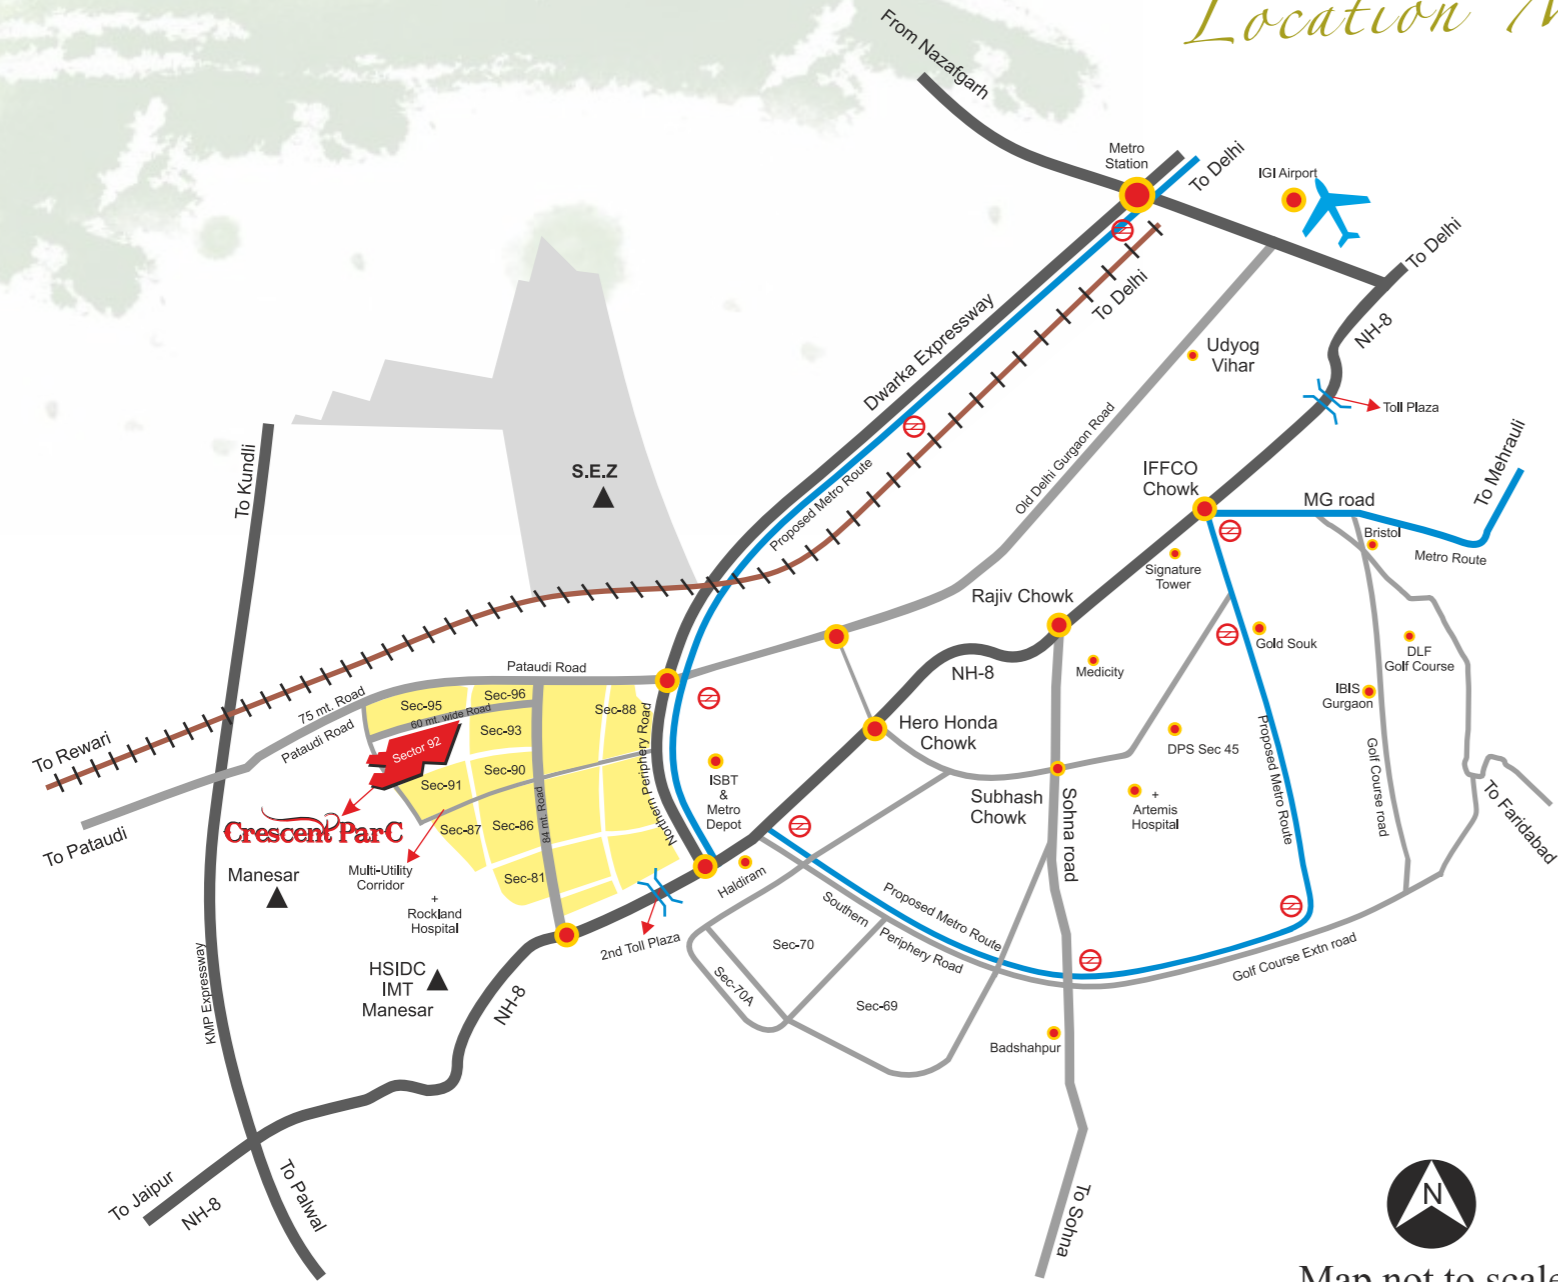 Location M
From Nazafgarh
Metro
Station
To Delhi
IGI Airport
To Delhi
To Delhi
NH-8
Dwarka Expressway
Udyog
Vihar
Toll Plaza
Old Delhi Gurgaon Road
To Kundli
S.E.Z
Proposed Metro Route
IFFCO
Chowk
MG road
To Mehrauli
Bristol
Metro Route
Signature
Tower
Rajiv Chowk
Gold Souk
DLF
Golf Course
Medicity
IBIS
Gurgaon
NH-8
Pataudi Road
75 mt. Road
Pataudi Road
Sec-95
Sec-96
60 mt. wide Road
Sec-88
Sec-93
Sector 92
Sec-90
Sec-91
Sec-87
Sec-86
84 mt. Road
Sec-81
Northern Periphery Road
To Rewari
To Pataudi
Crescent ParC
Hero Honda
Chowk
DPS Sec 45
Proposed Metro Route
Golf Course road
ISBT
&
Metro
Depot
Subhash
Chowk
Sohna road
+
Artemis
Hospital
To Faridabad
Manesar
Multi-Utility
Corridor
+
Rockland
Hospital
Haldiram
2nd Toll Plaza
Southern
Periphery Road
Proposed Metro Route
Golf Course Extn road
Sec-70
Sec-70A
Sec-69
HSIDC
IMT
Manesar
KMP Expressway
NH-8
Badshahpur
To Jaipur
NH-8
To Palwal
To Sohna
N
Map not to scale